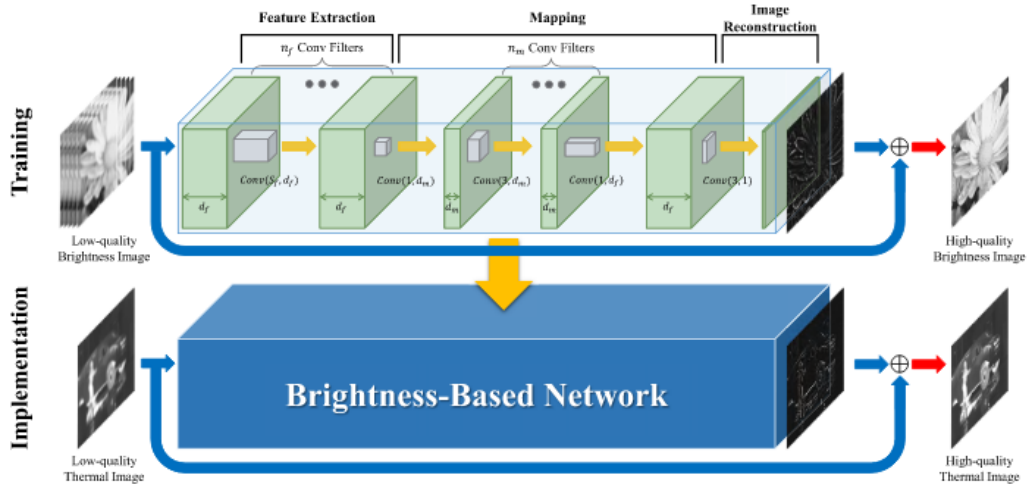 Feature Extraction
Mapping
Image
Reconstruction
n_f Conv Filters
n_m Conv Filters
Training
Conv(S_f, d_f)
Conv(1, d_m)
Conv(3, d_m)
Conv(1, d_f)
Conv(3, 1)
d_f
d_f
d_m
d_m
d_f
Low-quality
Brightness Image
High-quality
Brightness Image
Implementation
Brightness-Based Network
Low-quality
Thermal Image
High-quality
Thermal Image